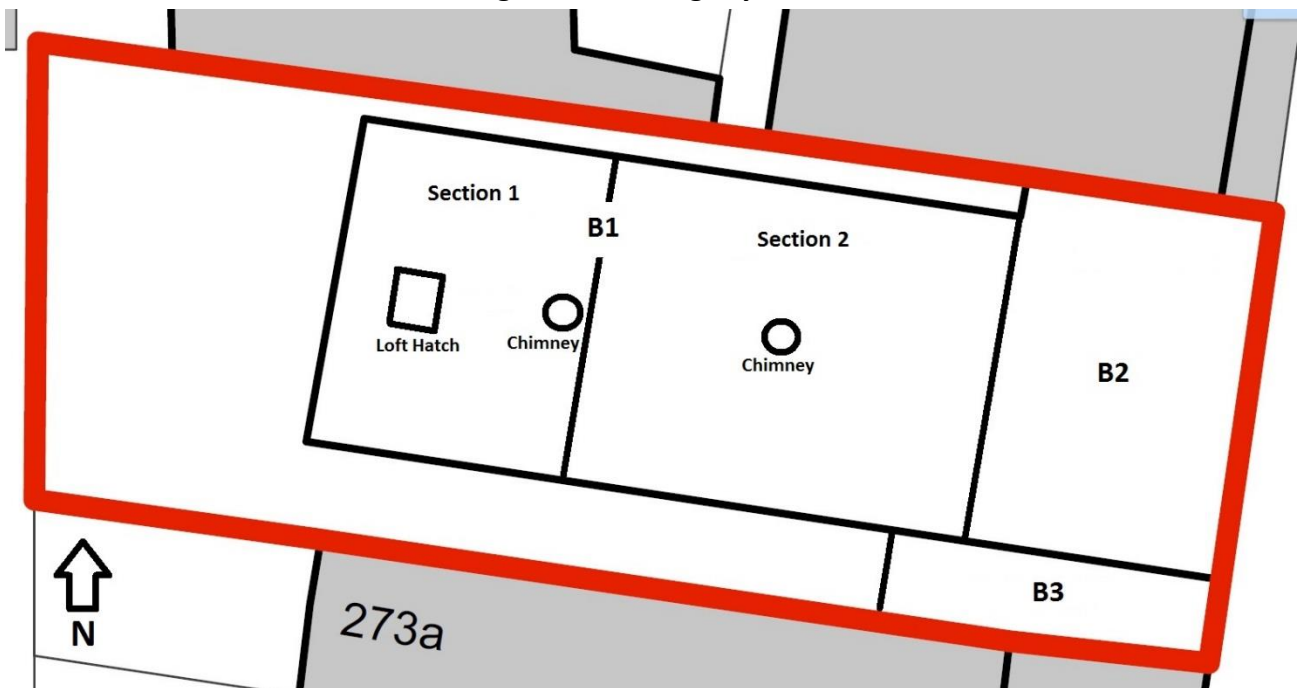 Section 1
B1
Section 2
Loft Hatch
Chimney
Chimney
B2
B3
N
273a